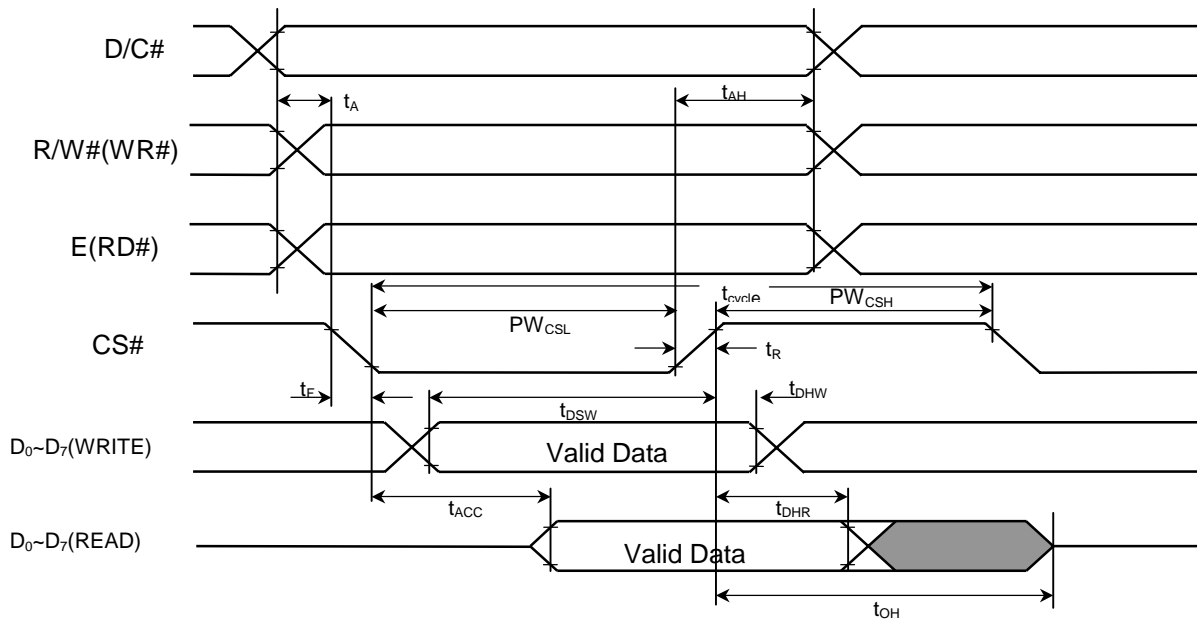 D/C#
tA
tAH
R/W#(WR#)
E(RD#)
tcycle
PWCSL
PWCSH
CS#
tR
tF
tDSW
tDHW
D0~D7(WRITE)
Valid Data
tACC
tDHR
D0~D7(READ)
Valid Data
tOH